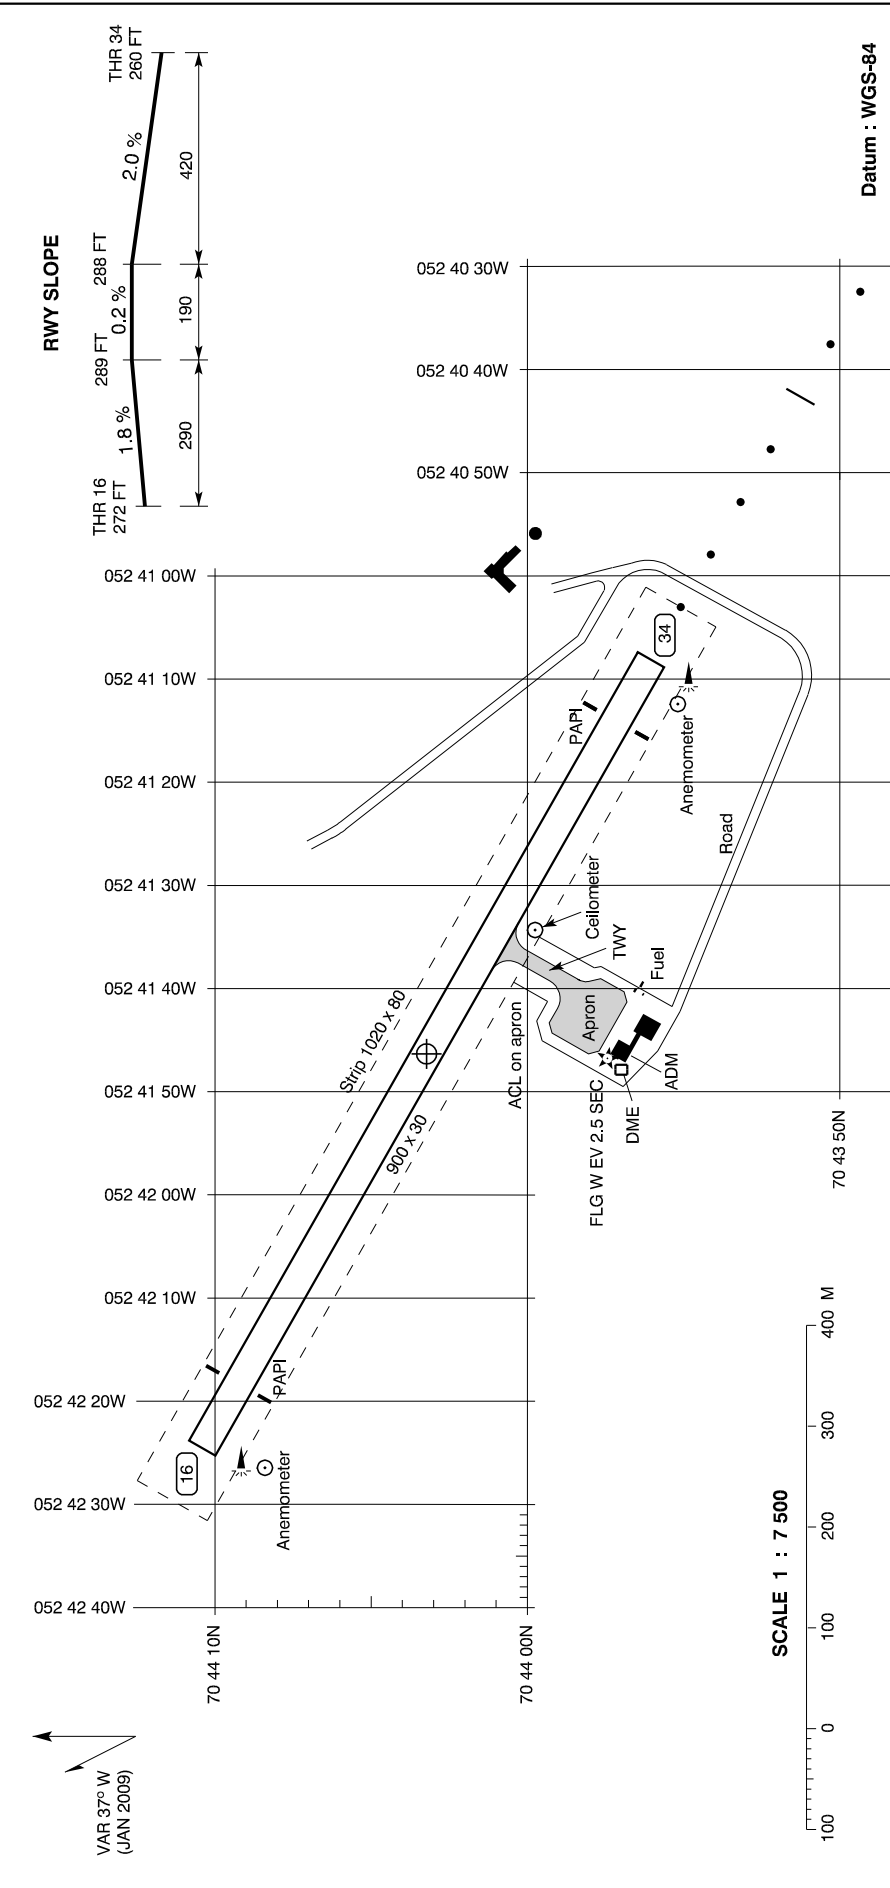 RWY SLOPE
THR 16
272 FT
1.8 %
289 FT
0.2 %
288 FT
2.0 %
THR 34
260 FT
290
190
420
Datum : WGS-84
052 40 30W
052 40 40W
052 40 50W
052 41 00W
052 41 10W
052 41 20W
052 41 30W
052 41 40W
052 41 50W
052 42 00W
052 42 10W
052 42 20W
052 42 30W
052 42 40W
34
PAPI
Anemometer
Road
Ceilometer
TWY
Fuel
Apron
ACL on apron
Strip 1020 x 80
900 x 30
ADM
DME
FLG W EV 2.5 SEC
PAPI
16
Anemometer
70 44 10N
70 44 00N
70 43 50N
VAR 37° W
(JAN 2009)
SCALE 1 : 7 500
100
0
100
200
300
400 M